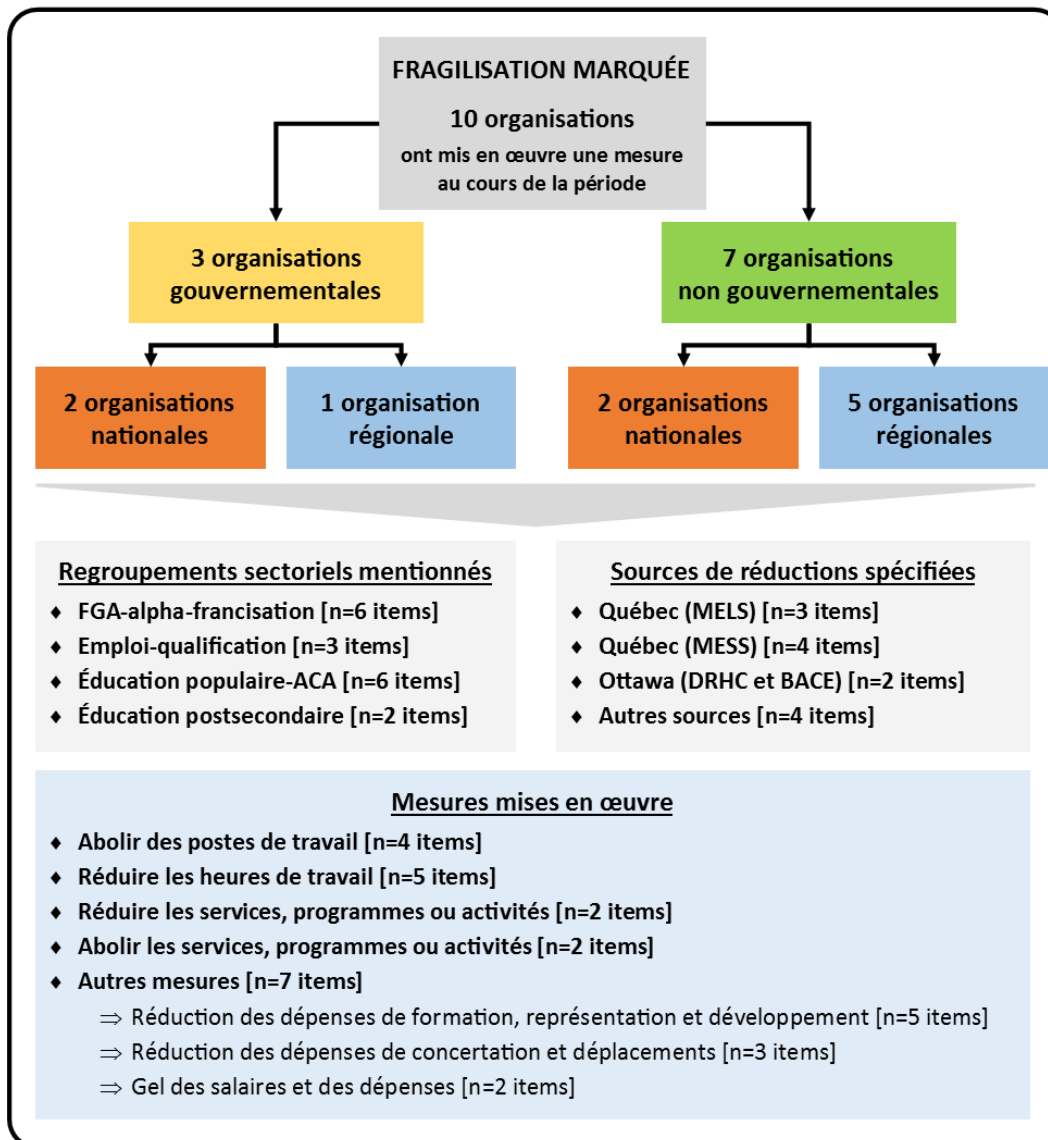 FRAGILISATION MARQUÉE
10 organisations
ont mis en œuvre une mesure
au cours de la période
3 organisations
gouvernementales
7 organisations
non gouvernementales
2 organisations
nationales
1 organisation
régionale
2 organisations
nationales
5 organisations
régionales
Regroupements sectoriels mentionnés
♦ FGA-alpha-francisation [n=6 items]
♦ Emploi-qualification [n=3 items]
♦ Éducation populaire-ACA [n=6 items]
♦ Éducation postsecondaire [n=2 items]
Sources de réductions spécifiées
♦ Québec (MELS) [n=3 items]
♦ Québec (MESS) [n=4 items]
♦ Ottawa (DRHC et BACE) [n=2 items]
♦ Autres sources [n=4 items]
Mesures mises en œuvre
♦ Abolir des postes de travail [n=4 items]
♦ Réduire les heures de travail [n=5 items]
♦ Réduire les services, programmes ou activités [n=2 items]
♦ Abolir les services, programmes ou activités [n=2 items]
♦ Autres mesures [n=7 items]
⇒ Réduction des dépenses de formation, représentation et développement [n=5 items]
⇒ Réduction des dépenses de concertation et déplacements [n=3 items]
⇒ Gel des salaires et des dépenses [n=2 items]